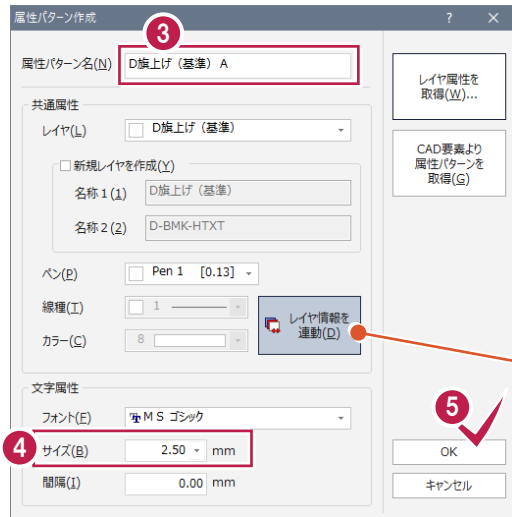 属性パターン作成 ? ×
3
属性パターン名(N) D旗上げ（基準）A
レイヤ属性を
取得(W)...
共通属性
レイヤ(L) D旗上げ（基準）
CAD要素より
属性パターンを
取得(G)
新規レイヤを作成(Y)
名称１(1) D旗上げ（基準）
名称２(2) D-BMK-HTXT
ペン(P) Pen 1 [0.13]
線種(T) 1
レイヤ情報を
連動(D)
カラー(C) 8
文字属性
5
フォント(F) ＭＳ ゴシック
4
サイズ(B) 2.50 mm
OK
間隔(I) 0.00 mm
キャンセル